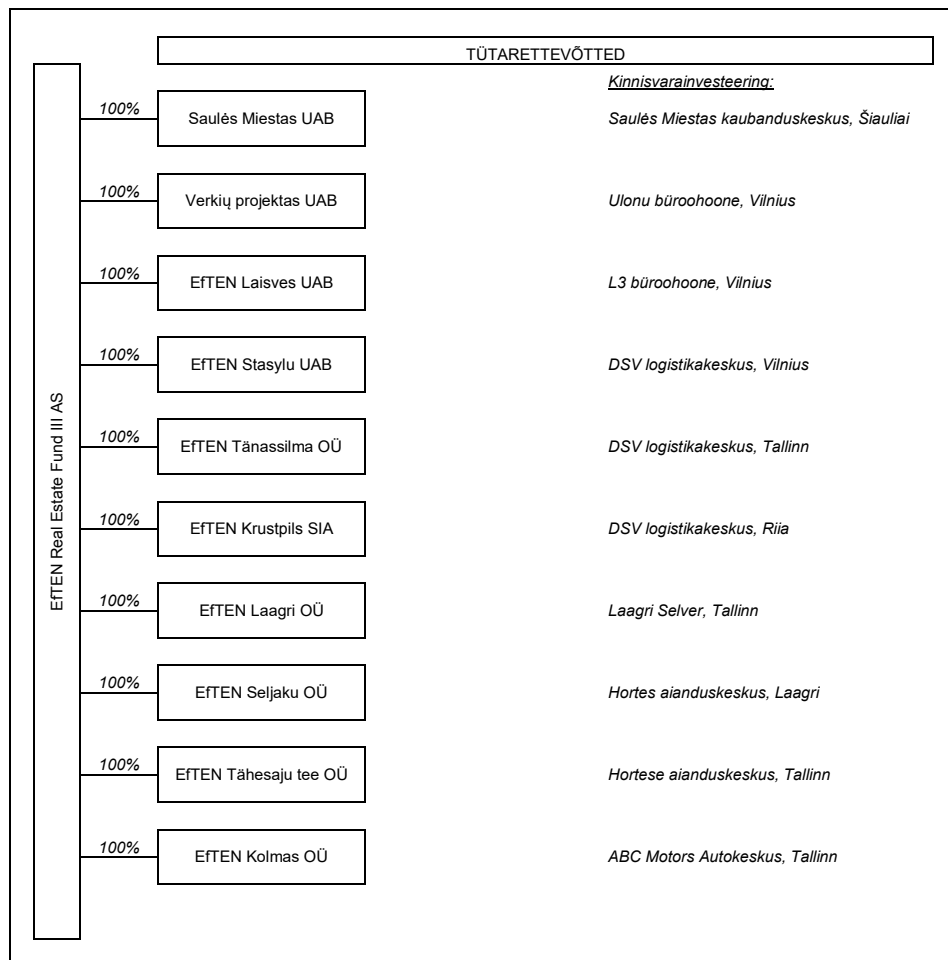 TÜTARETTEVÕTTED
EfTEN Real Estate Fund III AS
Kinnisvarainvesteering:
100%
Saulės Miestas UAB
Saulės Miestas kaubanduskeskus, Šiauliai
100%
Verkių projektas UAB
Ulonu büroohoone, Vilnius
100%
EfTEN Laisves UAB
L3 büroohoone, Vilnius
100%
EfTEN Stasylu UAB
DSV logistikakeskus, Vilnius
100%
EfTEN Tänassilma OÜ
DSV logistikakeskus, Tallinn
100%
EfTEN Krustpils SIA
DSV logistikakeskus, Riia
100%
EfTEN Laagri OÜ
Laagri Selver, Tallinn
100%
EfTEN Seljaku OÜ
Hortes aianduskeskus, Laagri
100%
EfTEN Tähesaju tee OÜ
Hortese aianduskeskus, Tallinn
100%
EfTEN Kolmas OÜ
ABC Motors Autokeskus, Tallinn